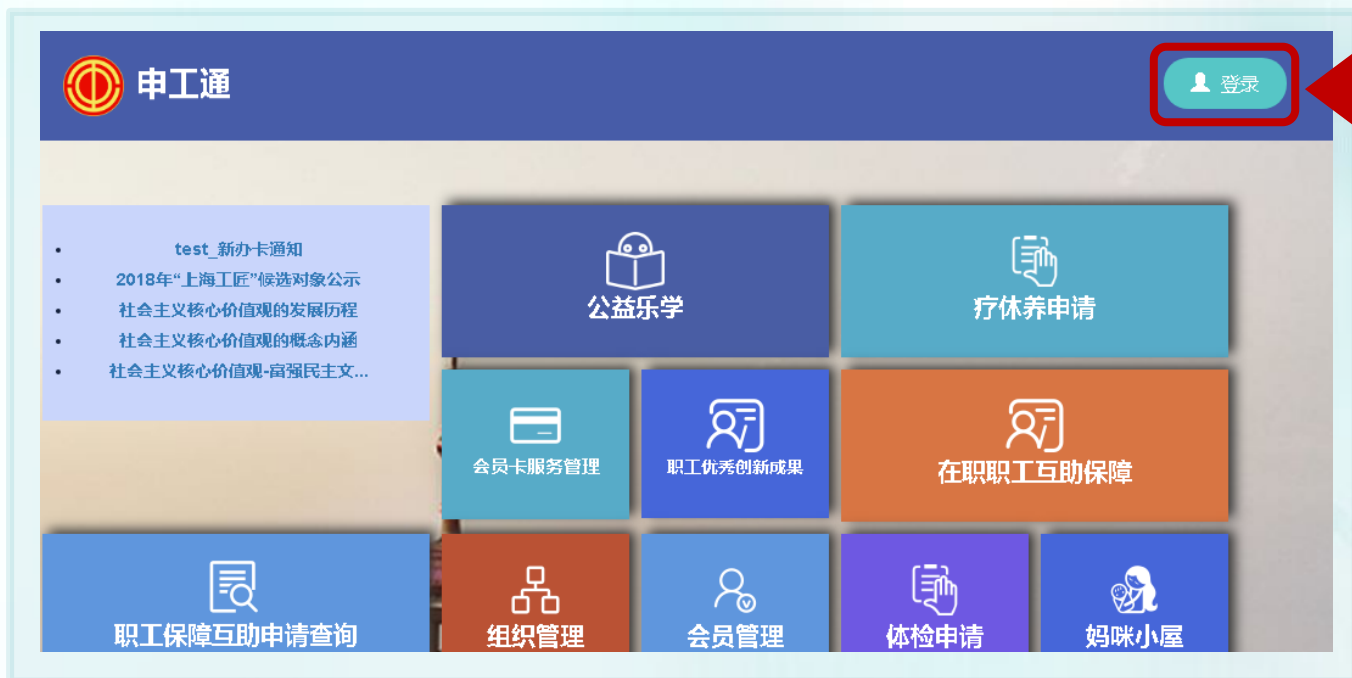 申工通
登录
test_新办卡通知
2018年“上海工匠”候选对象公示
社会主义核心价值观的发展历程
社会主义核心价值观的概念内涵
社会主义核心价值观-富强民主文...
公益乐学
疗休养申请
会员卡服务管理
职工优秀创新成果
在职职工互助保障
职工保障互助申请查询
组织管理
会员管理
体检申请
妈咪小屋